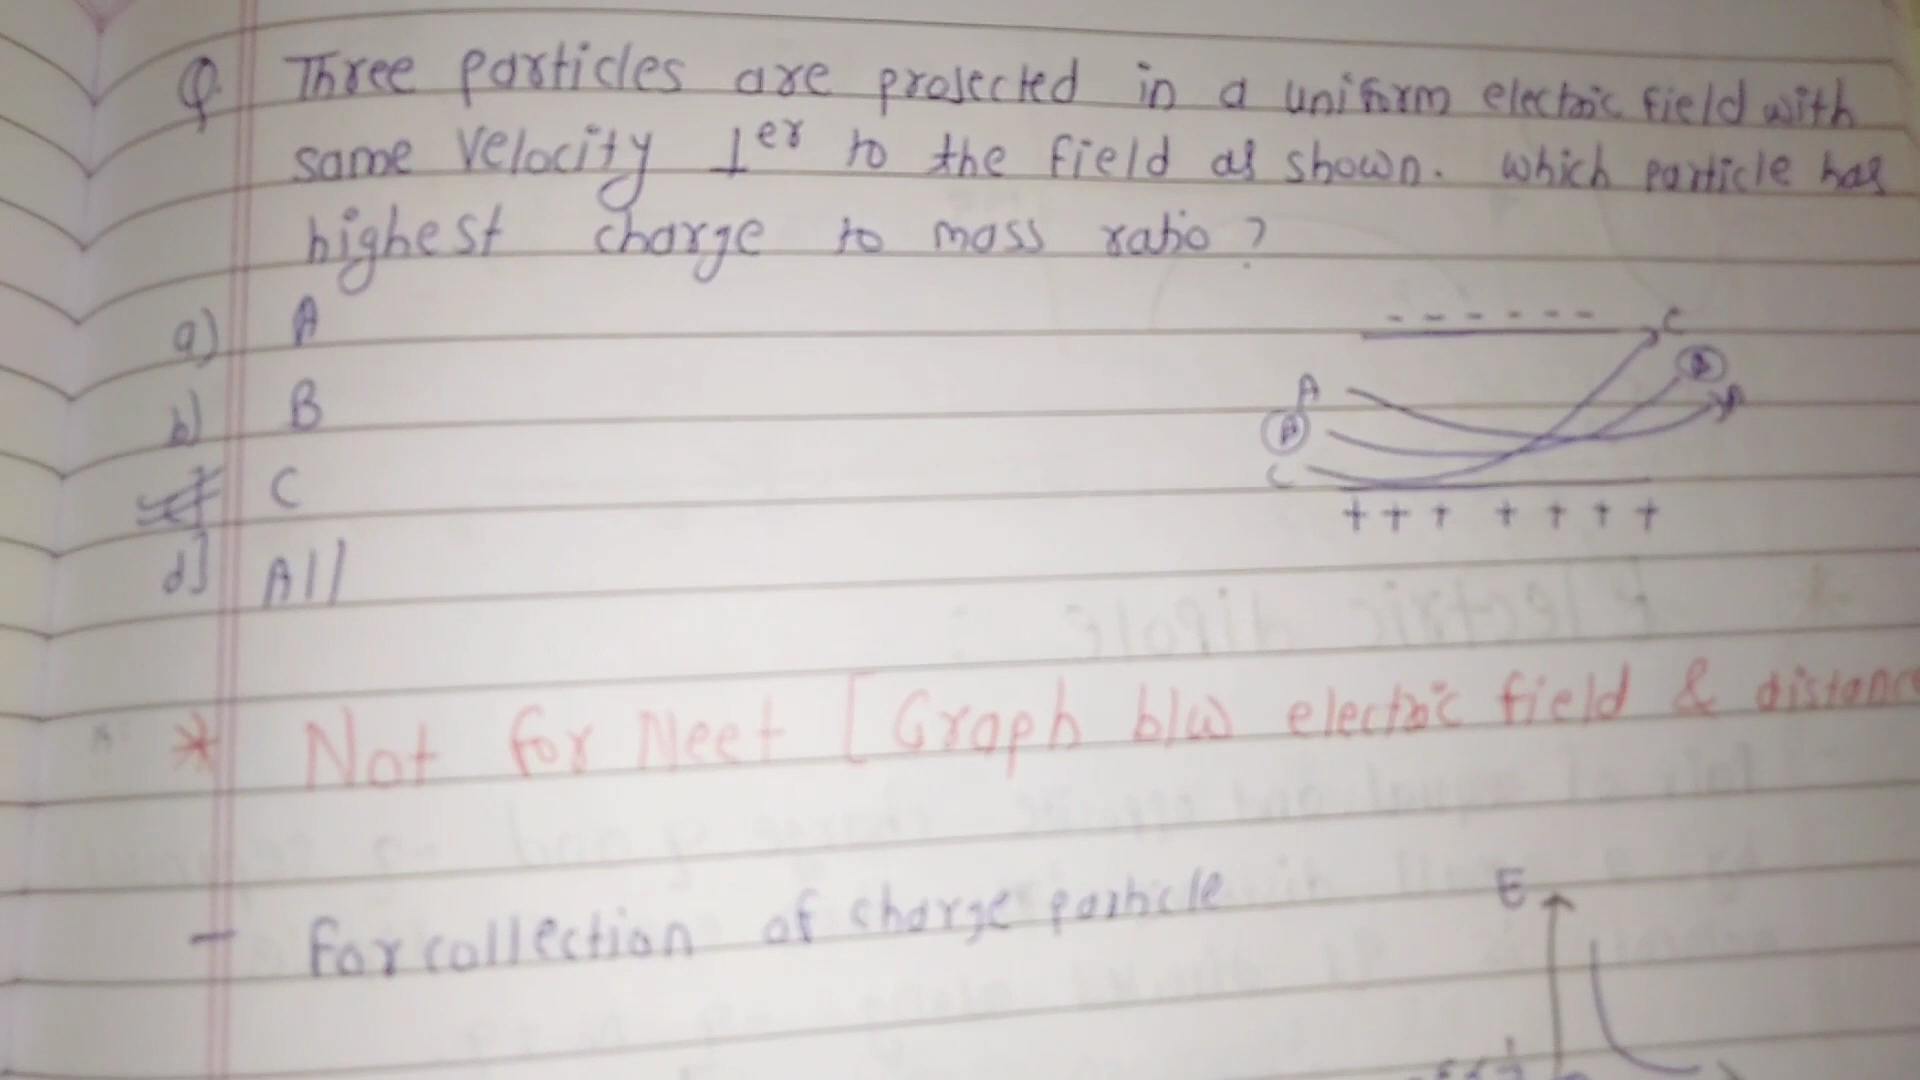 Q. Three particles are projected in a uniform electric field with
same velocity ⊥er to the field as shown. Which particle has
highest charge to mass ratio?
a) A
b) B
C
d] All
- - - - - -
C
B
A
A
B
C
+ + + + + + +
* Not for Neet [Graph b/w electric field & distance
- For collection of charge particle
E